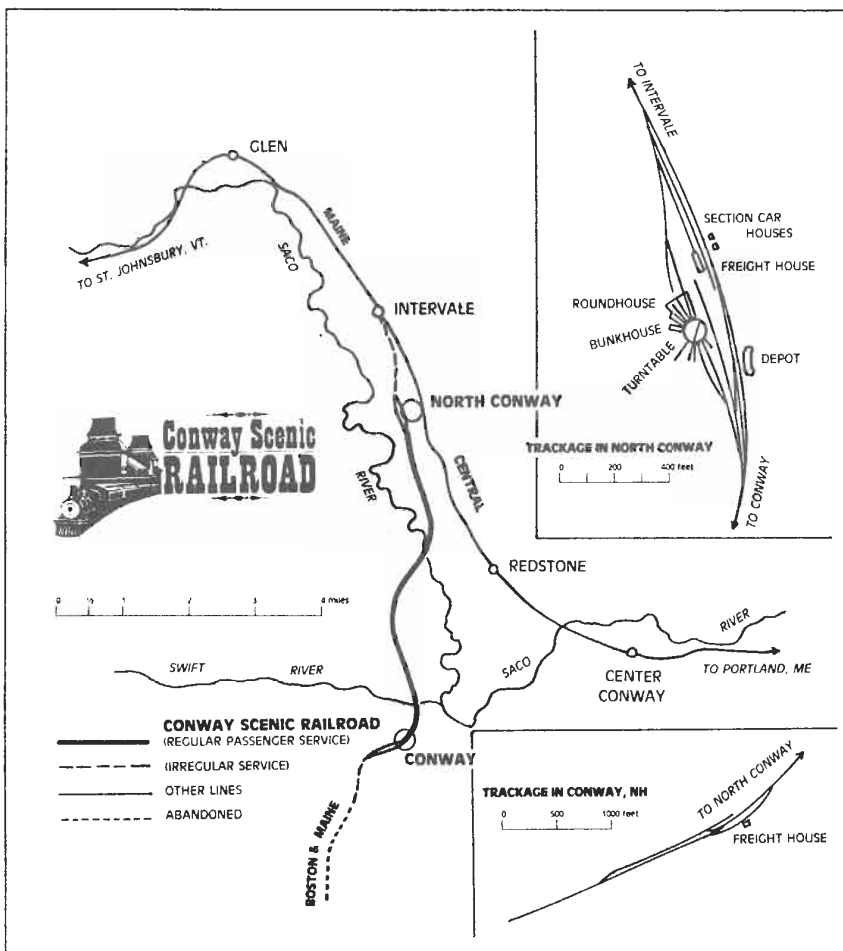 GLEN
MAINE
SACO
TO ST. JOHNSBURY, VT.
INTERVALE
NORTH CONWAY
Conway Scenic
RAILROAD
RIVER
CENTRAL
REDSTONE
0 ½ 1 2 3 4 miles
SWIFT RIVER
SACO
RIVER
CENTER
CONWAY
TO PORTLAND, ME
CONWAY SCENIC RAILROAD
(REGULAR PASSENGER SERVICE)
(IRREGULAR SERVICE)
OTHER LINES
ABANDONED
CONWAY
BOSTON & MAINE
TO INTERVALE
SECTION CAR
HOUSES
FREIGHT HOUSE
ROUNDHOUSE
BUNKHOUSE
TURNTABLE
DEPOT
TRACKAGE IN NORTH CONWAY
0 200 400 feet
TO CONWAY
TRACKAGE IN CONWAY, NH
0 500 1000 feet
TO NORTH CONWAY
FREIGHT HOUSE